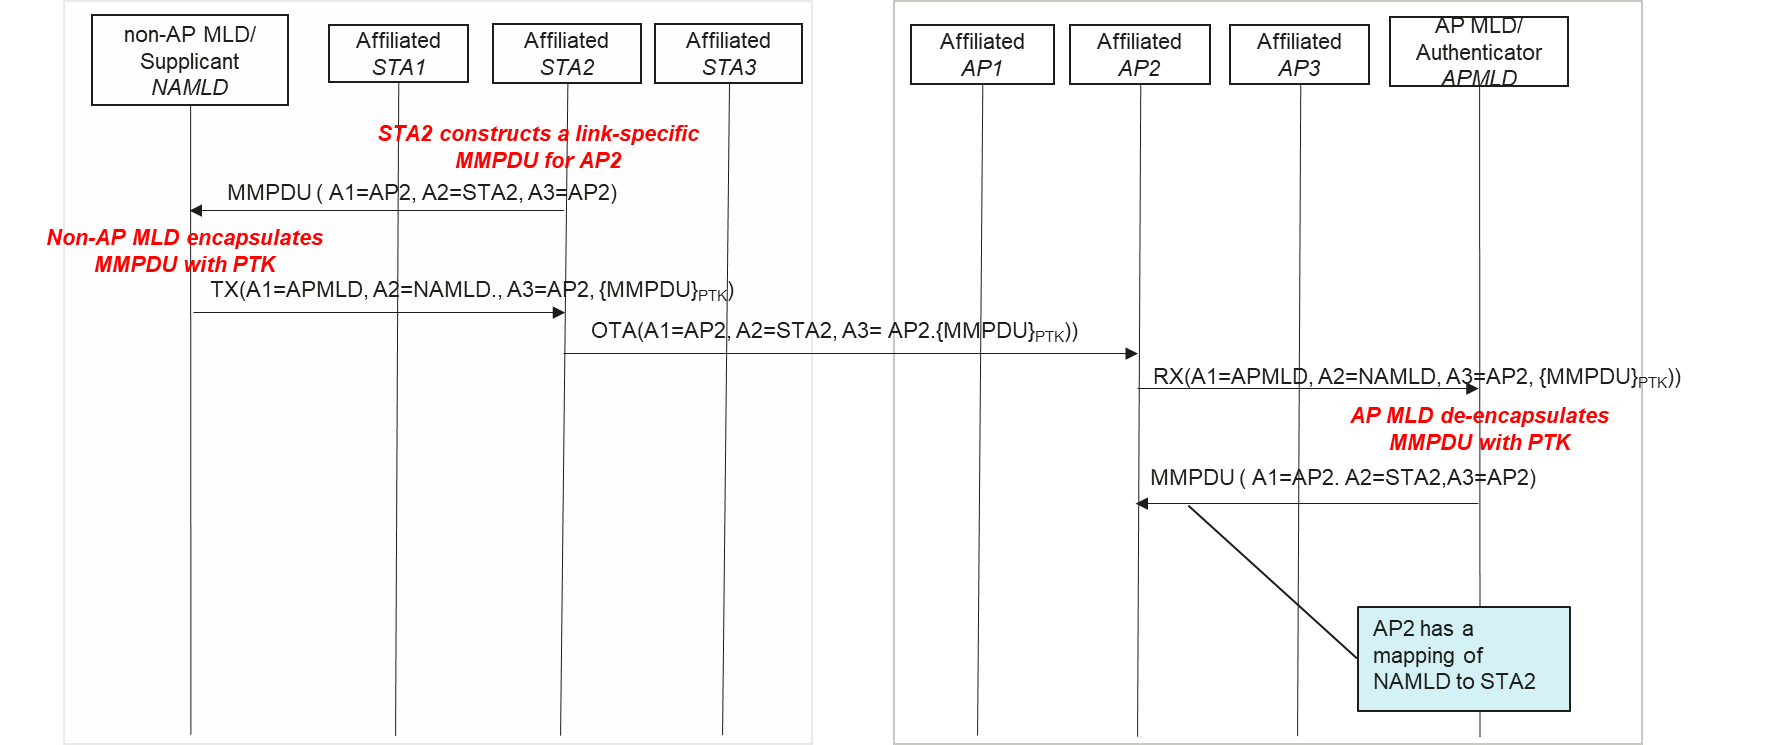 non-AP MLD/
Supplicant
NAMLD
Affiliated
STA1
Affiliated
STA2
Affiliated
STA3
Affiliated
AP1
Affiliated
AP2
Affiliated
AP3
AP MLD/
Authenticator
APMLD
STA2 constructs a link-specific
MMPDU for AP2
MMPDU ( A1=AP2, A2=STA2, A3=AP2)
Non-AP MLD encapsulates
MMPDU with PTK
TX(A1=APMLD, A2=NAMLD., A3=AP2, {MMPDU}PTK)
OTA(A1=AP2, A2=STA2, A3= AP2.{MMPDU}PTK))
RX(A1=APMLD, A2=NAMLD, A3=AP2, {MMPDU}PTK))
AP MLD de-encapsulates
MMPDU with PTK
MMPDU ( A1=AP2. A2=STA2,A3=AP2)
AP2 has a
mapping of
NAMLD to STA2